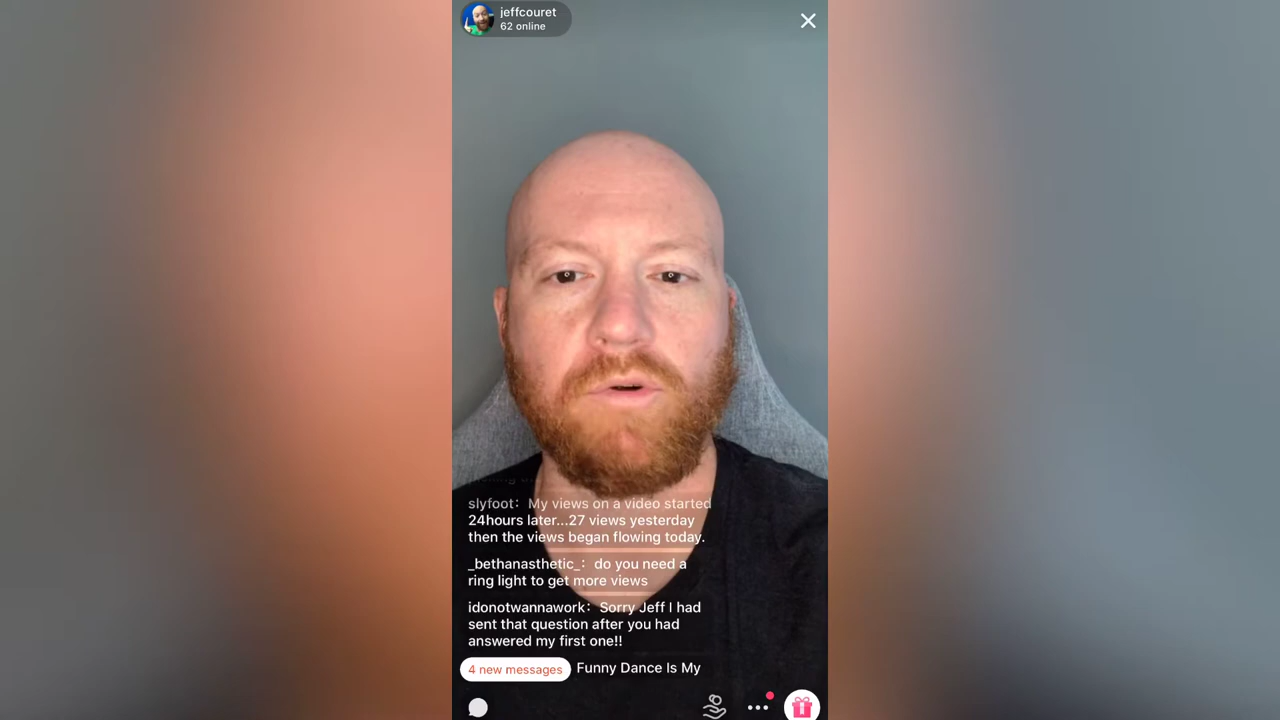 jeffcouret
62 online
slyfoot: My views on a video started
24hours later...27 views yesterday
then the views began flowing today.
_bethanasthetic_: do you need a
ring light to get more views
idonotwannawork: Sorry Jeff I had
sent that question after you had
answered my first one!!
4 new messages
Funny Dance Is My